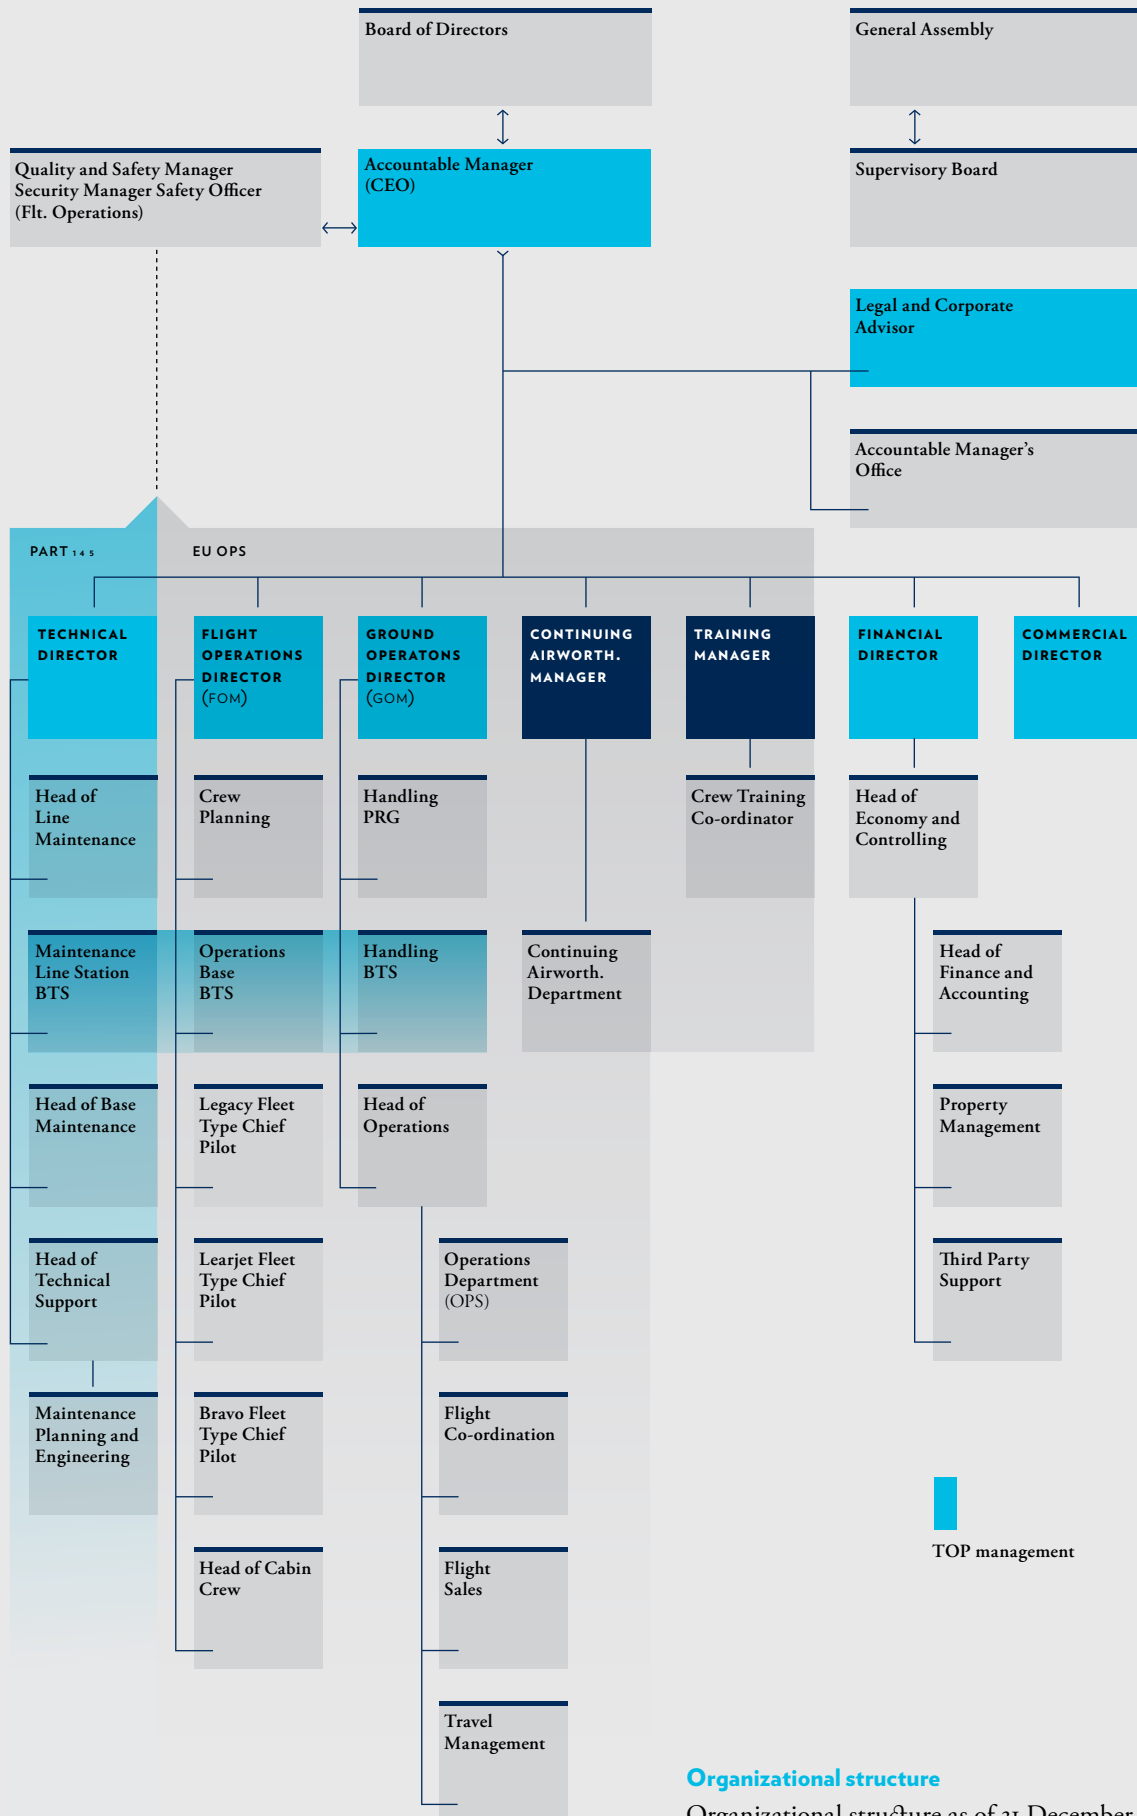 Board of Directors
General Assembly
Quality and Safety Manager
Security Manager Safety Officer
(Flt. Operations)
Accountable Manager
(CEO)
Supervisory Board
Legal and Corporate
Advisor
Accountable Manager’s
Office
PART 145
EU OPS
TECHNICAL
DIRECTOR
FLIGHT
OPERATIONS
DIRECTOR
(FOM)
GROUND
OPERATONS
DIRECTOR
(GOM)
CONTINUING
AIRWORTH.
MANAGER
TRAINING
MANAGER
FINANCIAL
DIRECTOR
COMMERCIAL
DIRECTOR
Head of
Line
Maintenance
Crew
Planning
Handling
PRG
Crew Training
Co-ordinator
Head of
Economy and
Controlling
Maintenance
Line Station
BTS
Operations
Base
BTS
Handling
BTS
Continuing
Airworth.
Department
Head of
Finance and
Accounting
Head of Base
Maintenance
Legacy Fleet
Type Chief
Pilot
Head of
Operations
Property
Management
Head of
Technical
Support
Learjet Fleet
Type Chief
Pilot
Operations
Department
(OPS)
Third Party
Support
Maintenance
Planning and
Engineering
Bravo Fleet
Type Chief
Pilot
Flight
Co-ordination
TOP management
Head of Cabin
Crew
Flight
Sales
Travel
Management
Organizational structure
Organizational structure as of 31 December